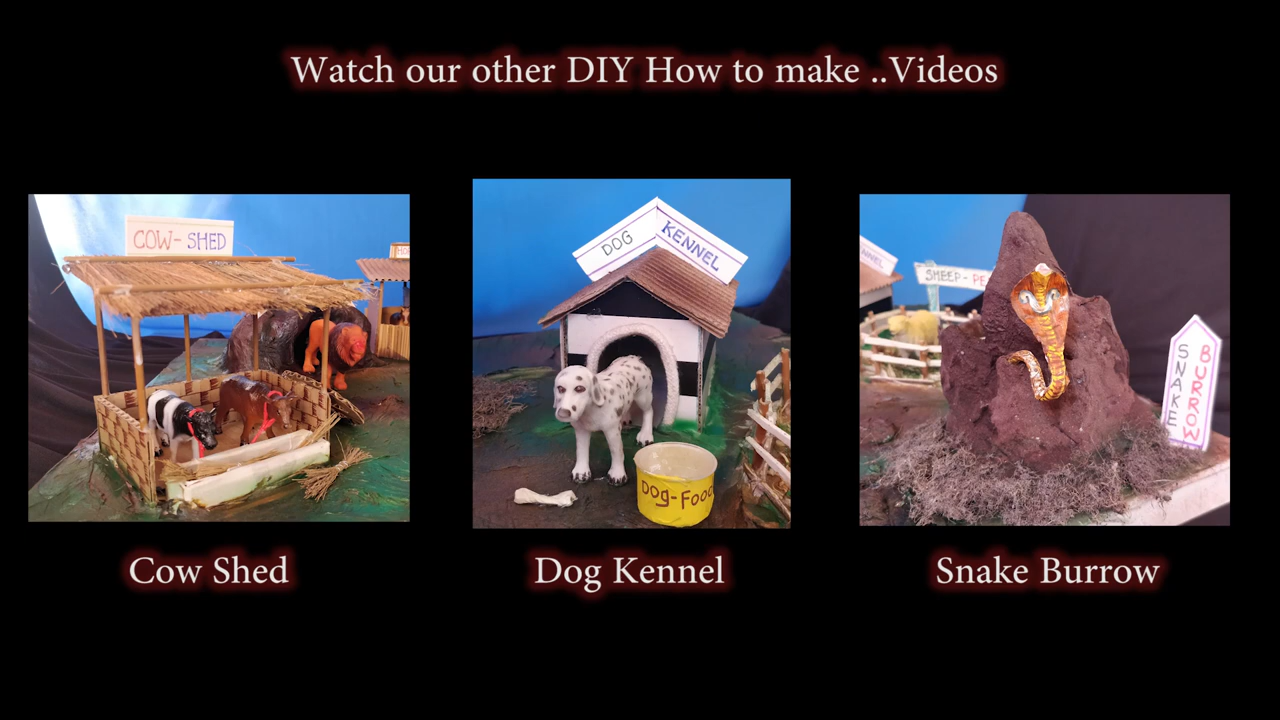 Watch our other DIY How to make ..Videos
COW-SHED
DOG KENNEL
Dog-Food
SHEEP-PE
SNAKE
BURROW
Cow Shed
Dog Kennel
Snake Burrow